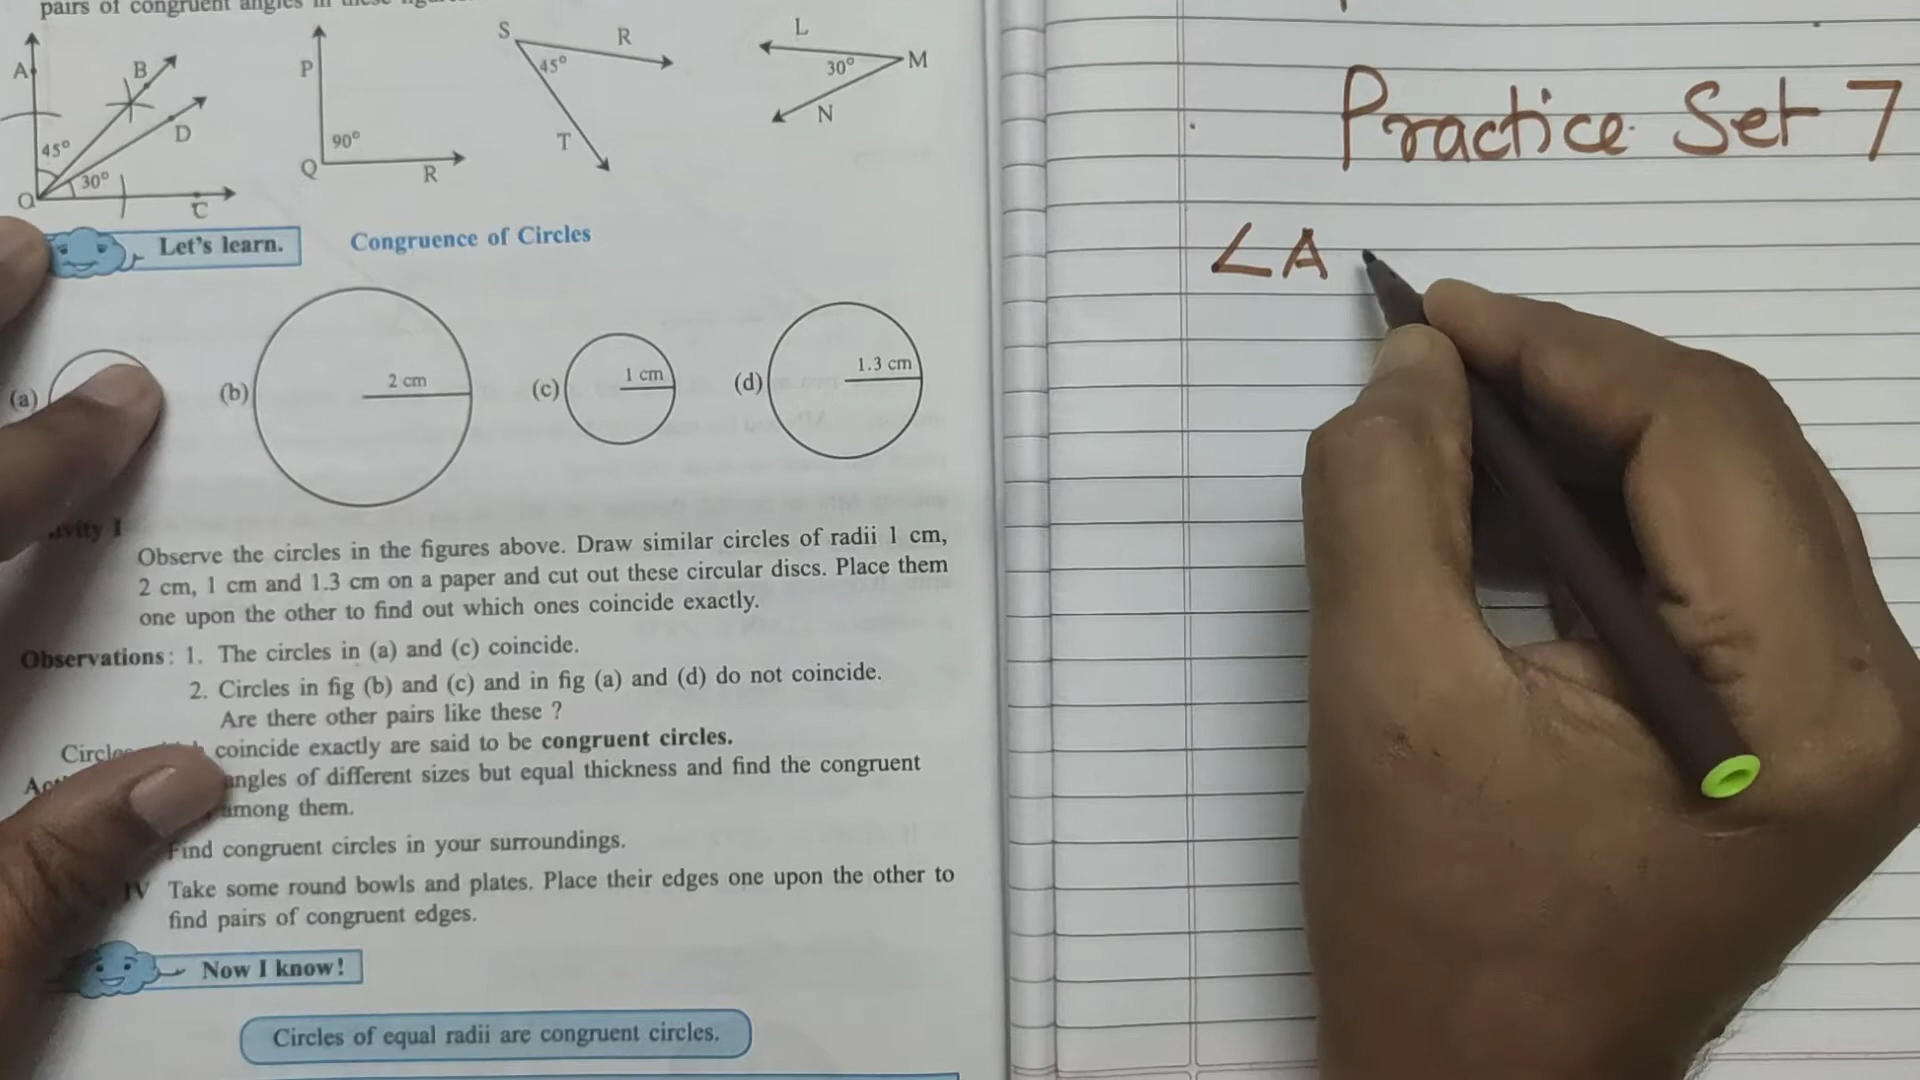 pairs of congruent angles in these figures
A B D 45° 30° O C
P 90° Q R
S R 45° T
L M 30° N
Let's learn.
Congruence of Circles
(a)
(b) 2 cm
(c) 1 cm
(d) 1.3 cm
Observe the circles in the figures above. Draw similar circles of radii 1 cm,
2 cm, 1 cm and 1.3 cm on a paper and cut out these circular discs. Place them
one upon the other to find out which ones coincide exactly.
Observations: 1. The circles in (a) and (c) coincide.
2. Circles in fig (b) and (c) and in fig (a) and (d) do not coincide.
Are there other pairs like these ?
coincide exactly are said to be congruent circles.
angles of different sizes but equal thickness and find the congruent
among them.
Find congruent circles in your surroundings.
IV Take some round bowls and plates. Place their edges one upon the other to
find pairs of congruent edges.
Now I know!
Circles of equal radii are congruent circles.
Practice Set 7
∠A